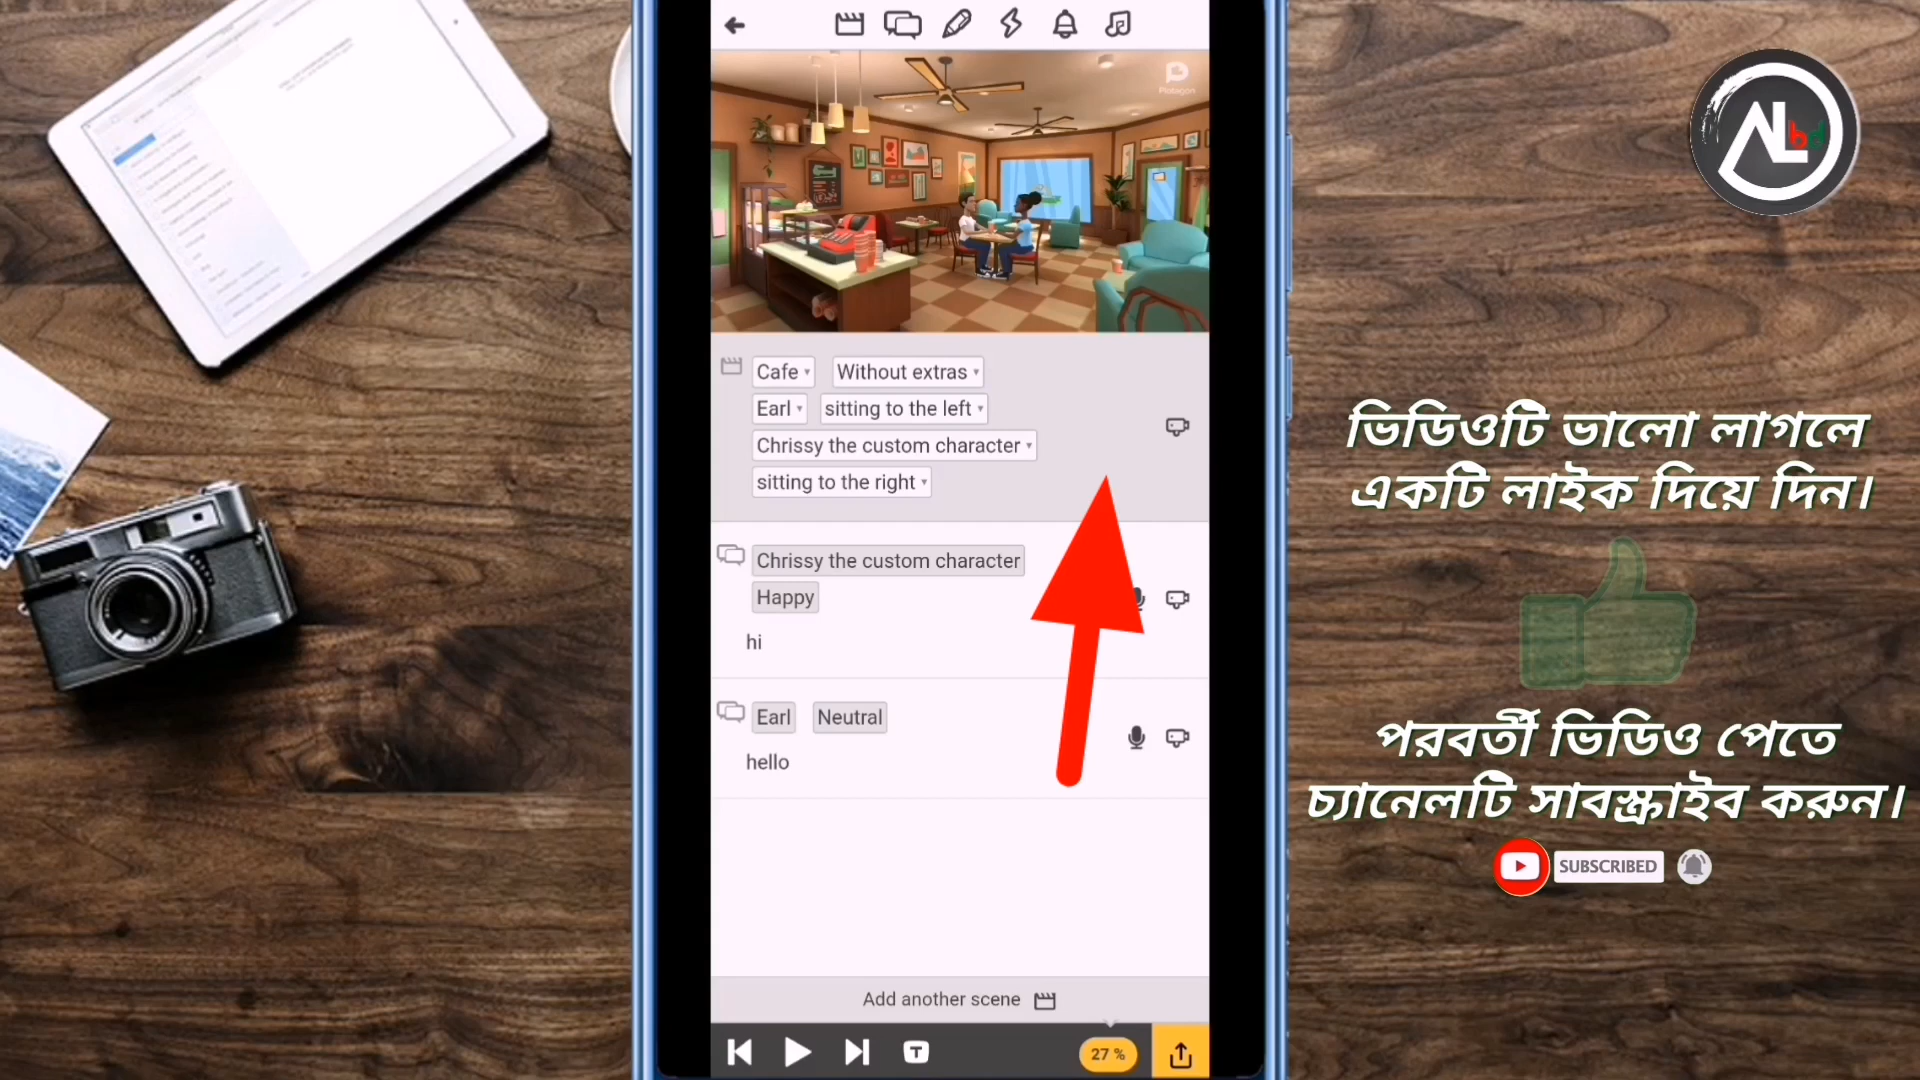 Plotagon
Cafe
Without extras
Earl
sitting to the left
Chrissy the custom character
sitting to the right
Chrissy the custom character
Happy
hi
Earl
Neutral
hello
Add another scene
T
27 %
ALbd
ভিডিওটি ভালো লাগলে
একটি লাইক দিয়ে দিন।
পরবর্তী ভিডিও পেতে
চ্যানেলটি সাবস্ক্রাইব করুন।
SUBSCRIBED